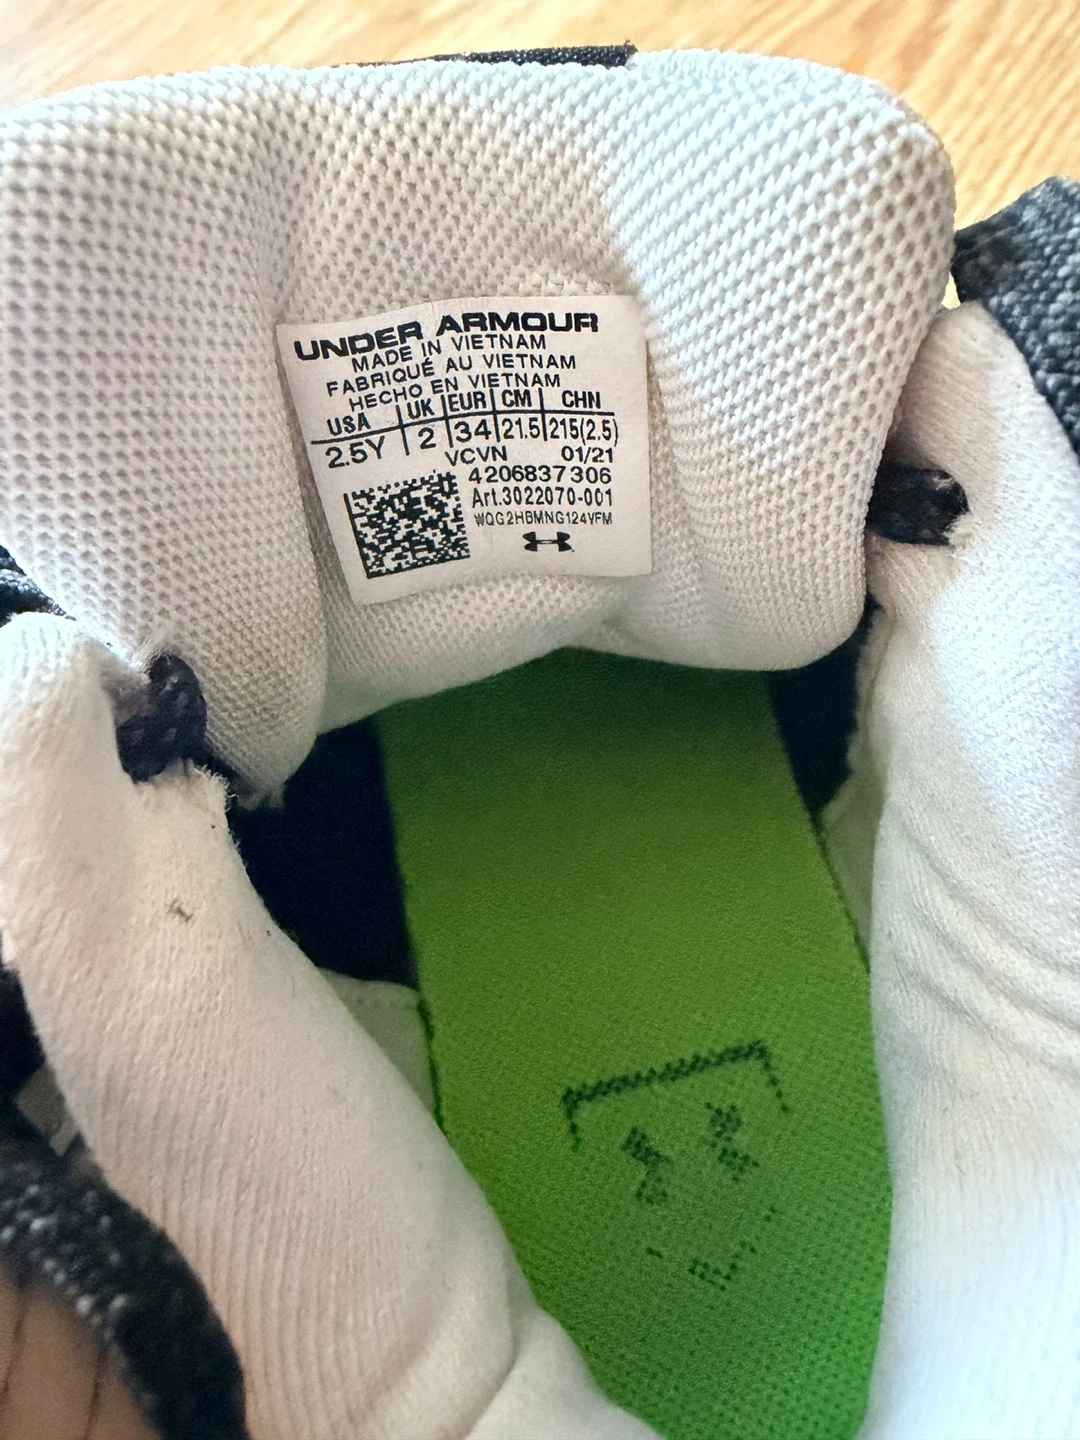 UNDER ARMOUR
MADE IN VIETNAM
FABRIQUÉ AU VIETNAM
HECHO EN VIETNAM
USA UK EUR CM CHN
2.5Y 2 34 21.5 215(2.5)
VCVN 01/21
4206837306
Art.3022070-001
WQG2HBMNG124VFM